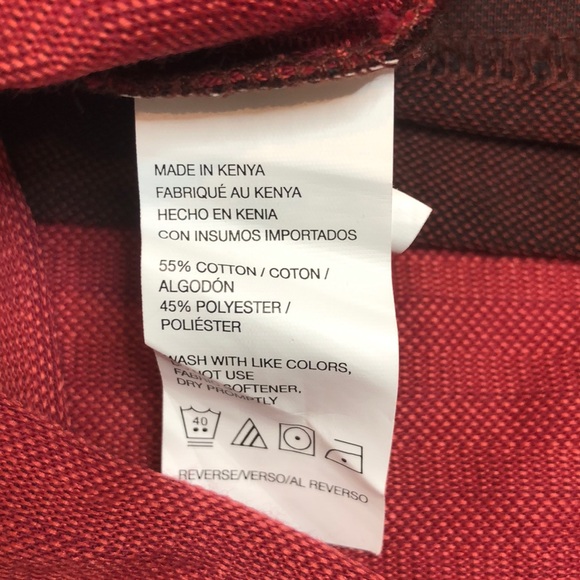 MADE IN KENYA
FABRIQUÉ AU KENYA
HECHO EN KENIA
CON INSUMOS IMPORTADOS
55% COTTON / COTON /
ALGODÓN
45% POLYESTER /
POLIÉSTER
WASH WITH LIKE COLORS,
USE
SOFTENER,
DRY PROMPTLY
40
REVERSE/VERSO/AL REVERSO